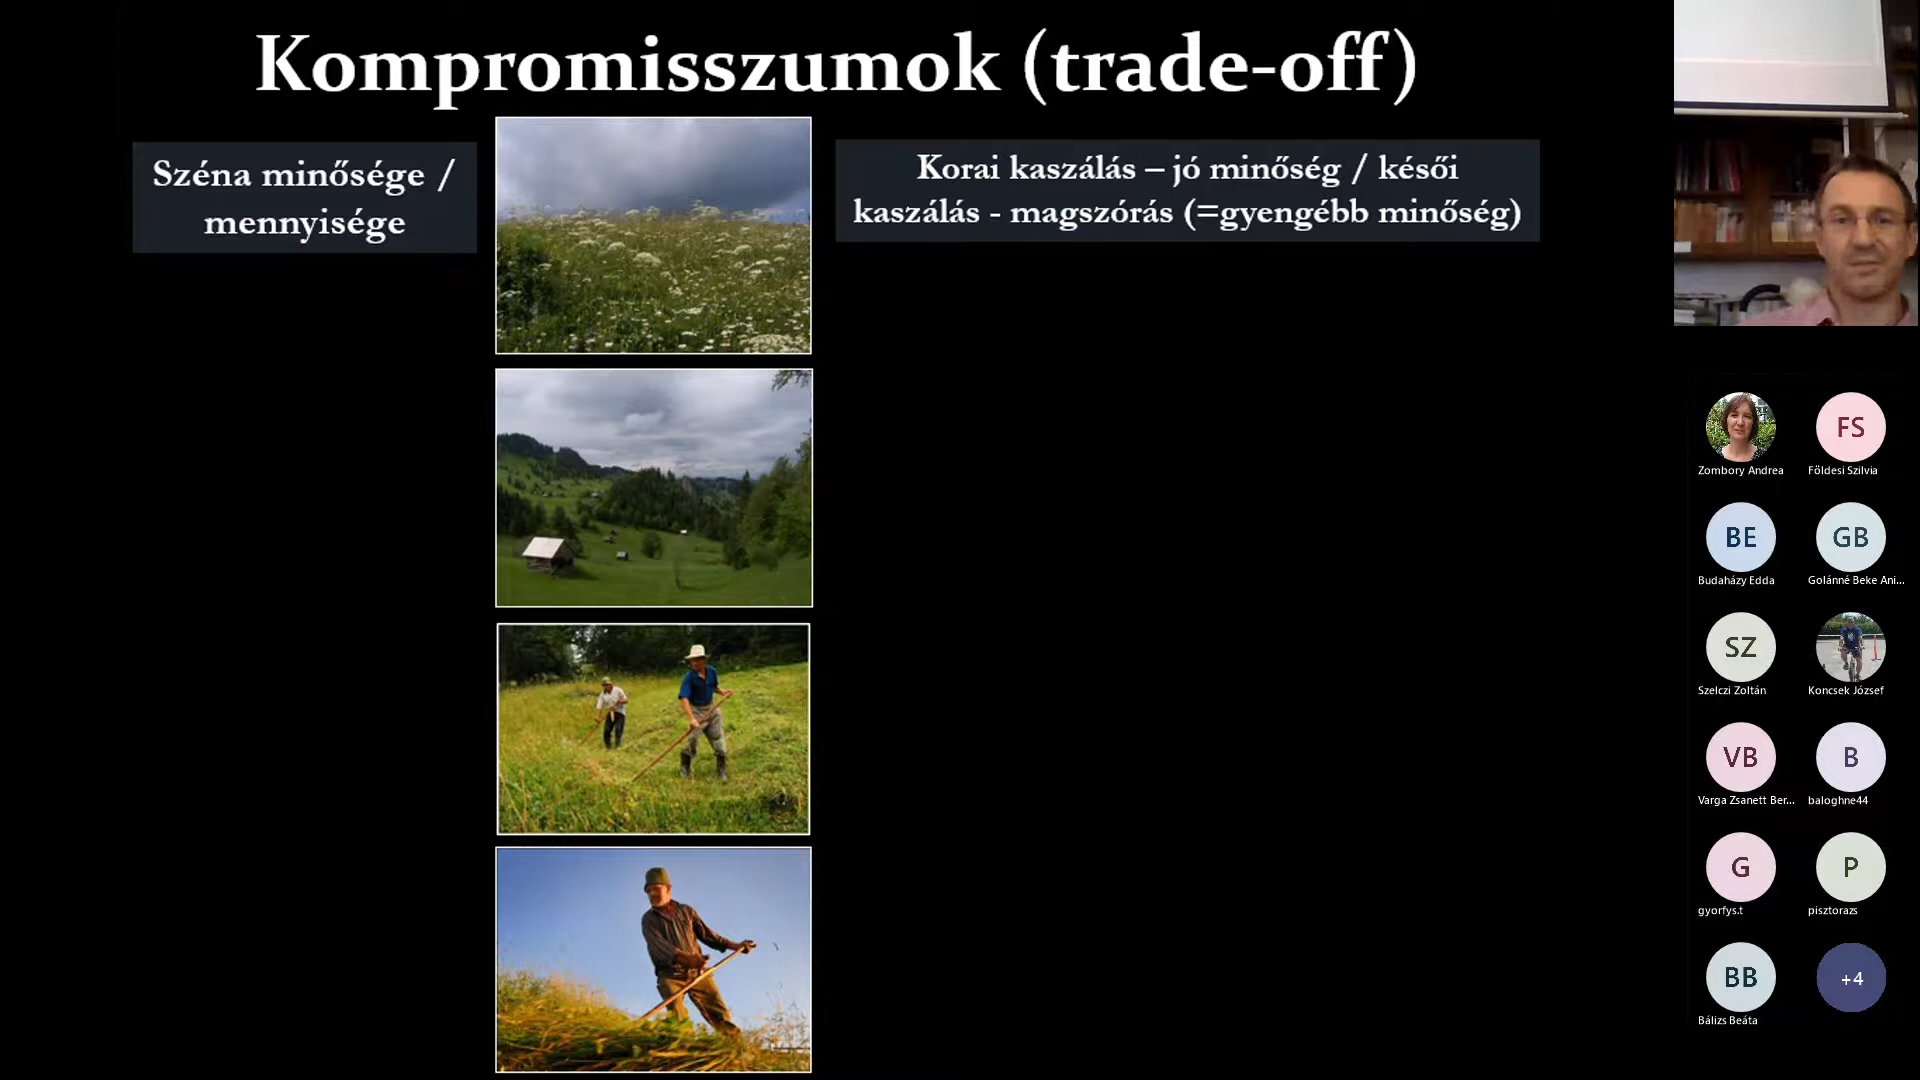 Kompromisszumok (trade-off)
Széna minősége /
mennyisége
Korai kaszálás – jó minőség / késői
kaszálás - magszórás (=gyengébb minőség)
Zombory Andrea
FS
Földesi Szilvia
BE
Budaházy Edda
GB
Golánné Beke Ani...
SZ
Szelczi Zoltán
Koncsek József
VB
Varga Zsanett Ber...
B
baloghne44
G
gyorfys.t
P
pisztorazs
BB
Bálizs Beáta
+4